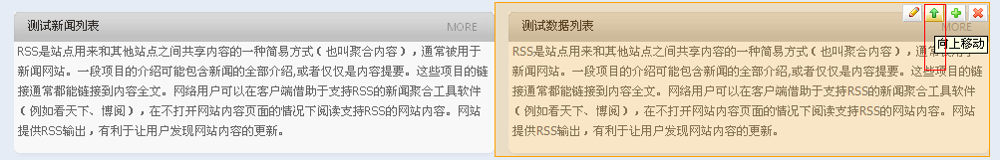 测试新闻列表
MORE
RSS是站点用来和其他站点之间共享内容的一种简易方式（也叫聚合内容），通常被用于
新闻网站。一段项目的介绍可能包含新闻的全部介绍,或者仅仅是内容提要。这些项目的链
接通常都能链接到内容全文。网络用户可以在客户端借助于支持RSS的新闻聚合工具软件
（例如看天下、博阅），在不打开网站内容页面的情况下阅读支持RSS的网站内容。网站
提供RSS输出，有利于让用户发现网站内容的更新。
测试数据列表
MORE
向上移动
RSS是站点用来和其他站点之间共享内容的一种简易方式（也叫聚合内容），通常被用于
新闻网站。一段项目的介绍可能包含新闻的全部介绍,或者仅仅是内容提要。这些项目的链
接通常都能链接到内容全文。网络用户可以在客户端借助于支持RSS的新闻聚合工具软件
（例如看天下、博阅），在不打开网站内容页面的情况下阅读支持RSS的网站内容。网站
提供RSS输出，有利于让用户发现网站内容的更新。